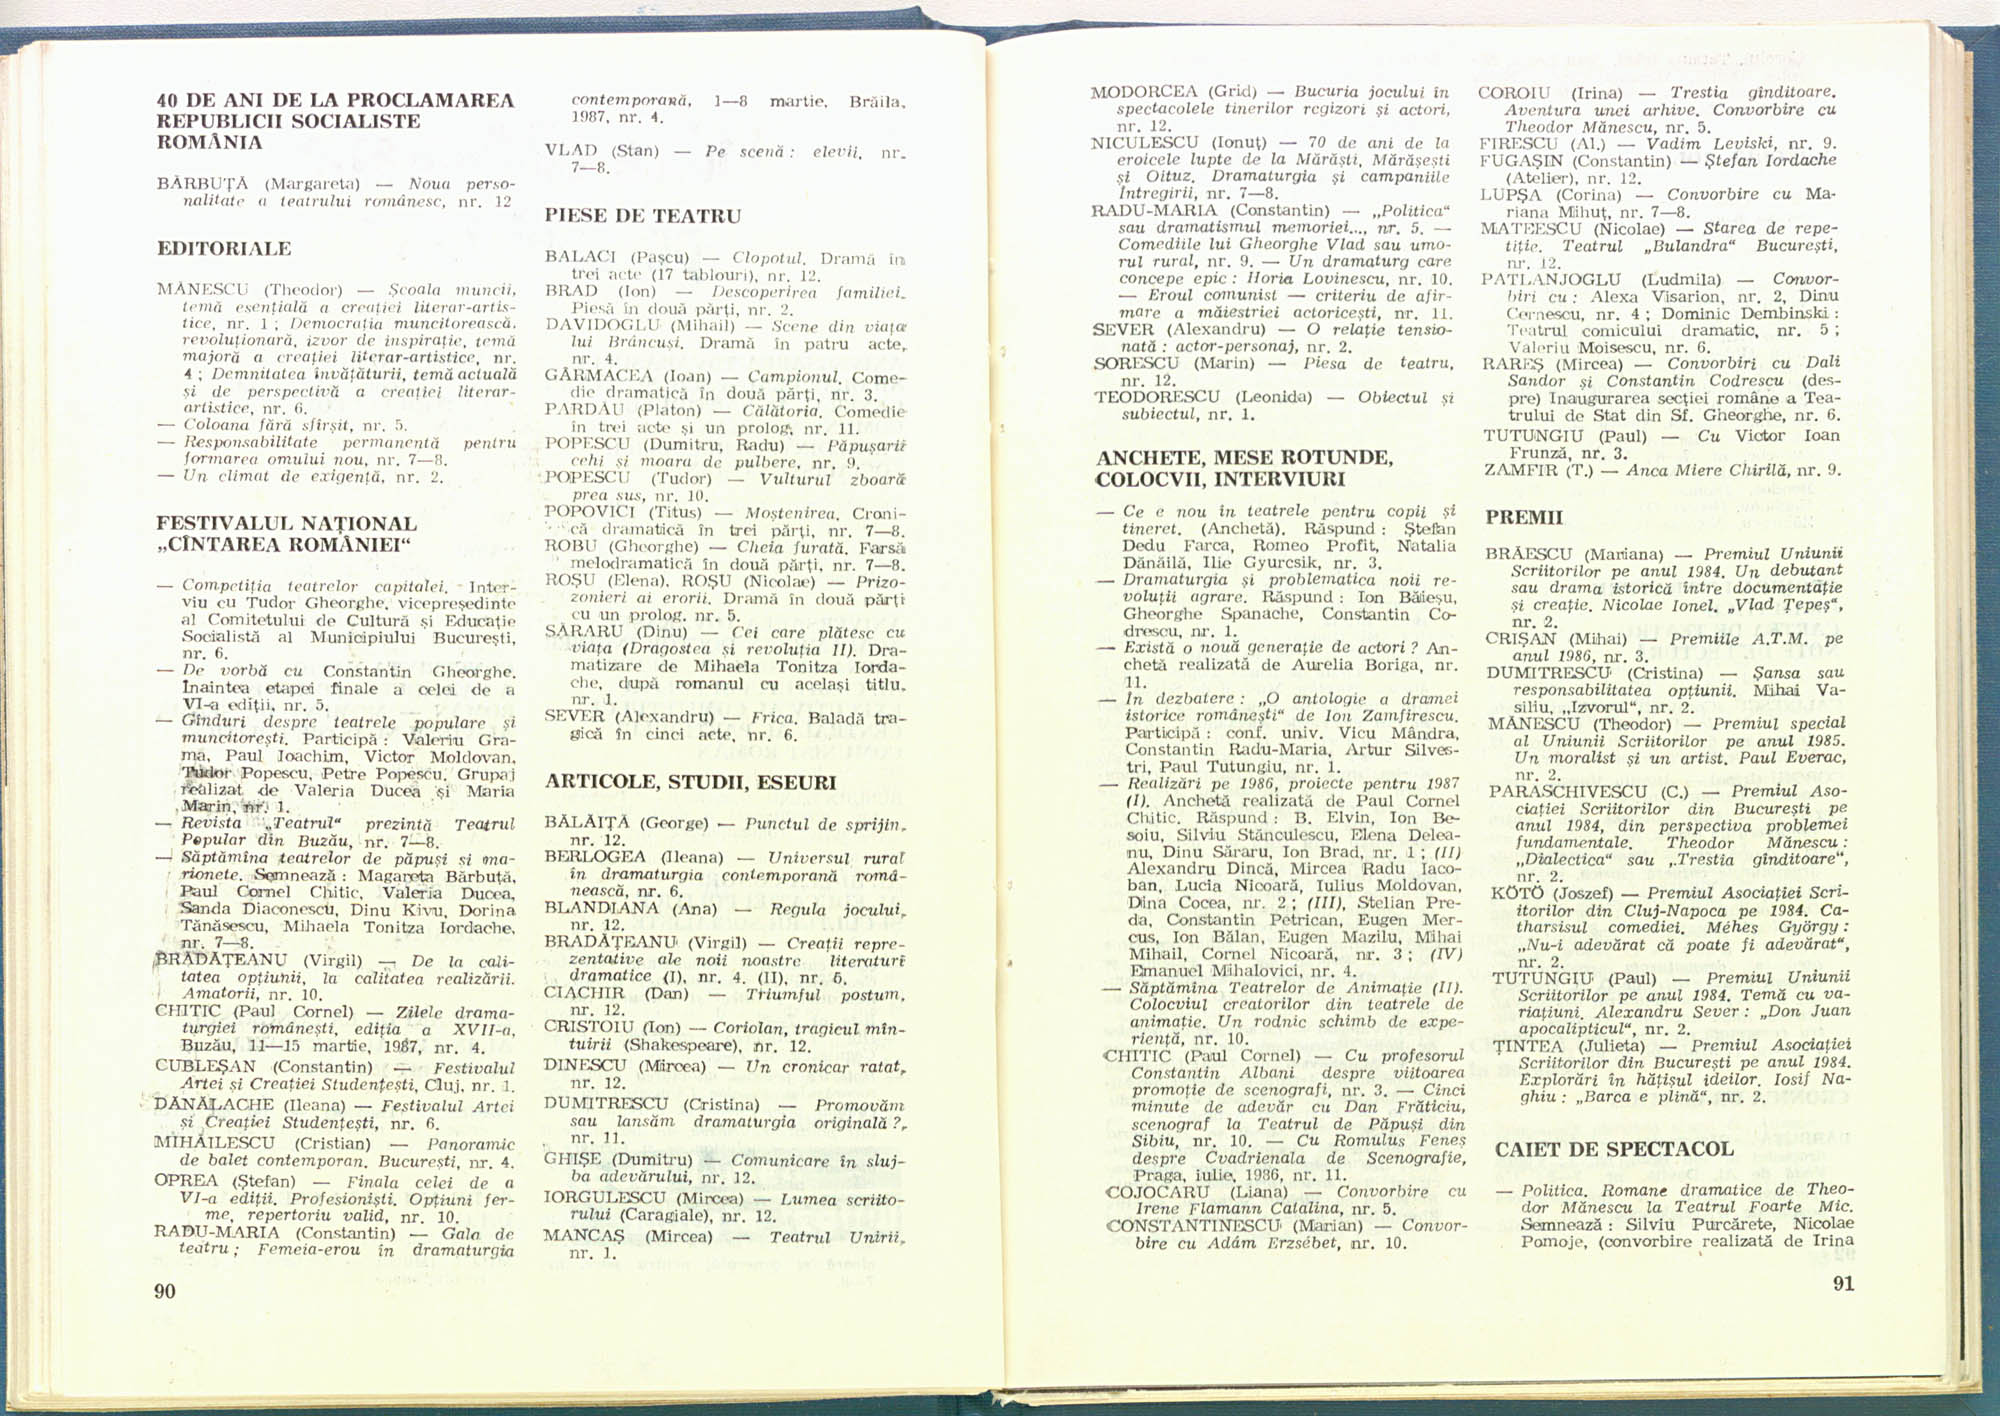 40 DE ANI DE LA PROCLAMAREA
REPUBLICII SOCIALISTE
ROMÂNIA
BĂRBUȚĂ (Margareta) — Noua perso-
nalitate a teatrului românesc, nr. 12
EDITORIALE
MĂNESCU (Theodor) — Școala muncii,
temă esențială a creației literar-artis-
tice, nr. 1 ; Democrația muncitorească,
revoluționară, izvor de inspirație, temă
majoră a creației literar-artistice, nr.
4 ; Demnitatea învățăturii, temă actuală
și de perspectivă a creației literar-
artistice, nr. 6.
— Coloana fără sfîrșit, nr. 5.
— Responsabilitate permanentă pentru
formarea omului nou, nr. 7—8.
— Un climat de exigență, nr. 2.
FESTIVALUL NAȚIONAL
„CÎNTAREA ROMÂNIEI“
— Competiția teatrelor capitalei. Inter-
viu cu Tudor Gheorghe, vicepreședinte
al Comitetului de Cultură și Educație
Socialistă al Municipiului București,
nr. 6.
— De vorbă cu Constantin Gheorghe.
Înaintea etapei finale a celei de a
VI-a ediții, nr. 5.
— Gînduri despre teatrele populare și
muncitorești. Participă : Valeriu Gra-
ma, Paul Ioachim, Victor Moldovan,
Tudor Popescu, Petre Popescu. Grupaj
realizat de Valeria Ducea și Maria
Marin, nr. 1.
— Revista „Teatrul“ prezintă Teatrul
Popular din Buzău, nr. 7—8.
— Săptămîna teatrelor de păpuși și ma-
rionete. Semnează : Magareta Bărbuță,
Paul Cornel Chitic, Valeria Ducea,
Sanda Diaconescu, Dinu Kivu, Dorina
Tănăsescu, Mihaela Tonitza Iordache,
nr. 7—8.
BRĂDĂȚEANU (Virgil) — De la cali-
tatea opțiunii, la calitatea realizării.
Amatorii, nr. 10.
CHITIC (Paul Cornel) — Zilele drama-
turgiei românești, ediția a XVII-a,
Buzău, 11—15 martie, 1987, nr. 4.
CUBLEȘAN (Constantin) — Festivalul
Artei și Creației Studențești, Cluj, nr. 1.
DĂNĂLACHE (Ileana) — Festivalul Artei
și Creației Studențești, nr. 6.
MIHĂILESCU (Cristian) — Panoramic
de balet contemporan. București, nr. 4.
OPREA (Ștefan) — Finala celei de a
VI-a ediții. Profesioniști. Opțiuni fer-
me, repertoriu valid, nr. 10.
RADU-MARIA (Constantin) — Gala de
teatru ; Femeia-erou în dramaturgia
90
contemporană, 1—8 martie, Brăila,
1987, nr. 4.
VLAD (Stan) — Pe scenă : elevii, nr.
7—8.
PIESE DE TEATRU
BALACI (Pașcu) — Clopotul. Dramă în
trei acte (17 tablouri), nr. 12.
BRAD (Ion) — Descoperirea familiei.
Piesă în două părți, nr. 2.
DAVIDOGLU (Mihail) — Scene din viața
lui Brâncuși. Dramă în patru acte,
nr. 4.
GĂRMACEA (Ioan) — Campionul. Come-
die dramatică în două părți, nr. 3.
PARDĂU (Platon) — Călătoria. Comedie
în trei acte și un prolog, nr. 11.
POPESCU (Dumitru, Radu) — Păpușarii
cehi și moara de pulbere, nr. 9.
POPESCU (Tudor) — Vulturul zboară
prea sus, nr. 10.
POPOVICI (Titus) — Moștenirea. Croni-
că dramatică în trei părți, nr. 7—8.
ROBU (Gheorghe) — Cheia furată. Farsă
melodramatică în două părți, nr. 7—8.
ROȘU (Elena), ROȘU (Nicolae) — Prizo-
zonieri ai erorii. Dramă în două părți
cu un prolog, nr. 5.
SĂRARU (Dinu) — Cei care plătesc cu
viața (Dragostea și revoluția II). Dra-
matizare de Mihaela Tonitza Iorda-
che, după romanul cu același titlu,
nr. 1.
SEVER (Alexandru) — Frica. Baladă tra-
gică în cinci acte, nr. 6.
ARTICOLE, STUDII, ESEURI
BĂLĂIȚĂ (George) — Punctul de sprijin,
nr. 12.
BERLOGEA (Ileana) — Universul rural
în dramaturgia contemporană româ-
nească, nr. 6.
BLANDIANA (Ana) — Regula jocului,
nr. 12.
BRĂDĂȚEANU (Virgil) — Creații repre-
zentative ale noii noastre literaturi
dramatice (I), nr. 4. (II), nr. 6.
CIACHIR (Dan) — Triumful postum,
nr. 12.
CRISTOIU (Ion) — Coriolan, tragicul mîn-
tuirii (Shakespeare), nr. 12.
DINESCU (Mircea) — Un cronicar ratat,
nr. 12.
DUMITRESCU (Cristina) — Promovăm
sau lansăm dramaturgia originală ?,
nr. 11.
GHIȘE (Dumitru) — Comunicare în sluj-
ba adevărului, nr. 12.
IORGULESCU (Mircea) — Lumea scriito-
rului (Caragiale), nr. 12.
MANCAȘ (Mircea) — Teatrul Unirii,
nr. 1.
MODORCEA (Grid) — Bucuria jocului în
spectacolele tinerilor regizori și actori,
nr. 12.
NICULESCU (Ionuț) — 70 de ani de la
eroicele lupte de la Mărăști, Mărășești
și Oituz. Dramaturgia și campaniile
Întregirii, nr. 7—8.
RADU-MARIA (Constantin) — „Politica“
sau dramatismul memoriei..., nr. 5. —
Comediile lui Gheorghe Vlad sau umo-
rul rural, nr. 9. — Un dramaturg care
concepe epic : Horia Lovinescu, nr. 10.
— Eroul comunist — criteriu de afir-
mare a măiestriei actoricești, nr. 11.
SEVER (Alexandru) — O relație tensio-
nată : actor-personaj, nr. 2.
SORESCU (Marin) — Piesa de teatru,
nr. 12.
TEODORESCU (Leonida) — Obiectul și
subiectul, nr. 1.
ANCHETE, MESE ROTUNDE,
COLOCVII, INTERVIURI
— Ce e nou în teatrele pentru copii și
tineret. (Anchetă). Răspund : Ștefan
Dedu Farca, Romeo Profit, Natalia
Dănăilă, Ilie Gyurcsik, nr. 3.
— Dramaturgia și problematica noii re-
voluții agrare. Răspund : Ion Băieșu,
Gheorghe Spanache, Constantin Co-
drescu, nr. 1.
— Există o nouă generație de actori ? An-
chetă realizată de Aurelia Boriga, nr.
11.
— În dezbatere : „O antologie a dramei
istorice românești“ de Ion Zamfirescu.
Participă : conf. univ. Vicu Mândra,
Constantin Radu-Maria, Artur Silves-
tri, Paul Tutungiu, nr. 1.
— Realizări pe 1986, proiecte pentru 1987
(I). Anchetă realizată de Paul Cornel
Chitic. Răspund : B. Elvin, Ion Be-
soiu, Silviu Stănculescu, Elena Delea-
nu, Dinu Săraru, Ion Brad, nr. 1 ; (II)
Alexandru Dincă, Mircea Radu Iaco-
ban, Lucia Nicoară, Iulius Moldovan,
Dina Cocea, nr. 2 ; (III), Stelian Pre-
da, Constantin Petrican, Eugen Mer-
cus, Ion Bălan, Eugen Mazilu, Mihai
Mihail, Cornel Nicoară, nr. 3 ; (IV)
Emanuel Mihalovici, nr. 4.
— Săptămîna Teatrelor de Animație (II).
Colocviul creatorilor din teatrele de
animație. Un rodnic schimb de expe-
riență, nr. 10.
CHITIC (Paul Cornel) — Cu profesorul
Constantin Albani despre viitoarea
promoție de scenografi, nr. 3. — Cinci
minute de adevăr cu Dan Frăticiu,
scenograf la Teatrul de Păpuși din
Sibiu, nr. 10. — Cu Romulus Feneș
despre Cvadrienala de Scenografie,
Praga, iulie, 1986, nr. 11.
COJOCARU (Liana) — Convorbire cu
Irene Flamann Catalina, nr. 5.
CONSTANTINESCU (Marian) — Convor-
bire cu Adám Erzsébet, nr. 10.
COROIU (Irina) — Trestia gînditoare.
Aventura unei arhive. Convorbire cu
Theodor Mănescu, nr. 5.
FIRESCU (Al.) — Vadim Leviski, nr. 9.
FUGAȘIN (Constantin) — Ștefan Iordache
(Atelier), nr. 12.
LUPȘA (Corina) — Convorbire cu Ma-
riana Mihuț, nr. 7—8.
MATEESCU (Nicolae) — Starea de repe-
tiție. Teatrul „Bulandra“ București,
nr. 12.
PATLANJOGLU (Ludmila) — Convor-
biri cu : Alexa Visarion, nr. 2, Dinu
Cernescu, nr. 4 ; Dominic Dembinski :
Teatrul comicului dramatic, nr. 5 ;
Valeriu Moisescu, nr. 6.
RAREȘ (Mircea) — Convorbiri cu Dali
Sandor și Constantin Codrescu (des-
pre) Inaugurarea secției române a Tea-
trului de Stat din Sf. Gheorghe, nr. 6.
TUTUNGIU (Paul) — Cu Victor Ioan
Frunză, nr. 3.
ZAMFIR (T.) — Anca Miere Chirilă, nr. 9.
PREMII
BRĂESCU (Mariana) — Premiul Uniunii
Scriitorilor pe anul 1984. Un debutant
sau drama istorică între documentație
și creație. Nicolae Ionel. „Vlad Țepeș“,
nr. 2.
CRIȘAN (Mihai) — Premiile A.T.M. pe
anul 1986, nr. 3.
DUMITRESCU (Cristina) — Șansa sau
responsabilitatea opțiunii. Mihai Va-
siliu, „Izvorul“, nr. 2.
MĂNESCU (Theodor) — Premiul special
al Uniunii Scriitorilor pe anul 1985.
Un moralist și un artist. Paul Everac,
nr. 2.
PARASCHIVESCU (C.) — Premiul Aso-
ciației Scriitorilor din București pe
anul 1984, din perspectiva problemei
fundamentale. Theodor Mănescu :
„Dialectica“ sau „Trestia gînditoare“,
nr. 2.
KÖTÖ (Joszef) — Premiul Asociației Scri-
itorilor din Cluj-Napoca pe 1984. Ca-
tharsisul comediei. Méhes György :
„Nu-i adevărat că poate fi adevărat“,
nr. 2.
TUTUNGIU (Paul) — Premiul Uniunii
Scriitorilor pe anul 1984. Temă cu va-
riațiuni. Alexandru Sever : „Don Juan
apocalipticul“, nr. 2.
ȚINTEA (Julieta) — Premiul Asociației
Scriitorilor din București pe anul 1984.
Explorări în hățișul ideilor. Iosif Na-
ghiu : „Barca e plină“, nr. 2.
CAIET DE SPECTACOL
— Politica. Romane dramatice de Theo-
dor Mănescu la Teatrul Foarte Mic.
Semnează : Silviu Purcărete, Nicolae
Pomoje, (convorbire realizată de Irina
91